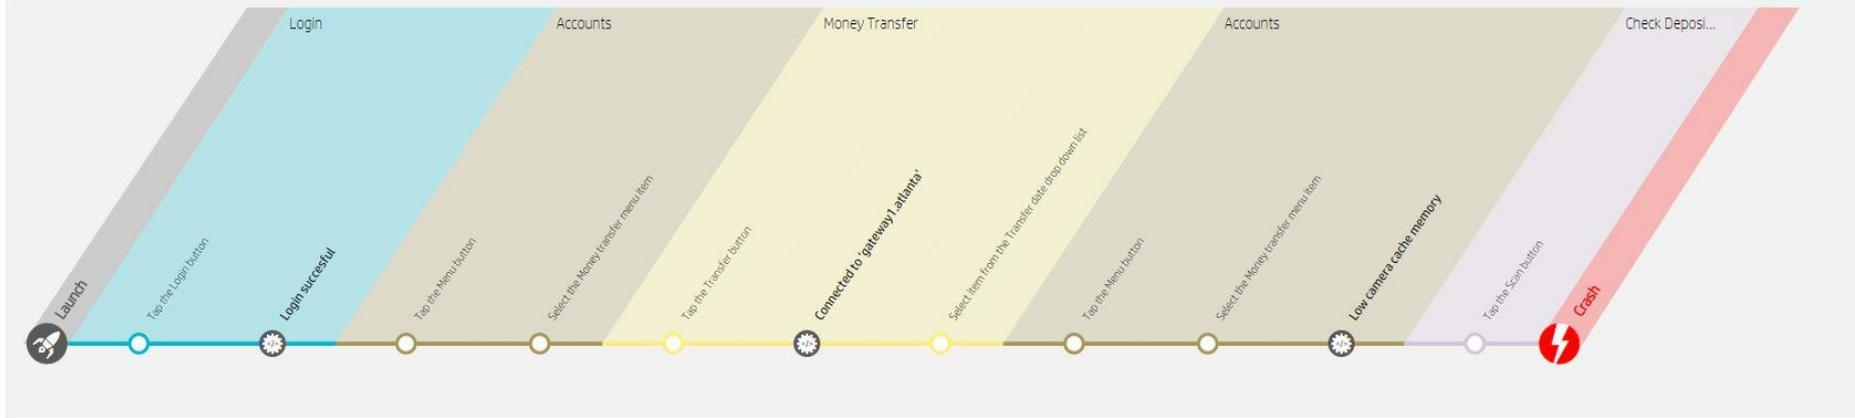 Login
Accounts
Money Transfer
Accounts
Check Deposi...
Launch
Tap the Login button
Login succesful
Tap the Menu button
Select the Money transfer menu item
Tap the Transfer button
Connected to 'gateway1.atlanta'
Select item from the Transfer date drop down list
Tap the Menu button
Select the Money transfer menu item
Low camera cache memory
Tap the Scan button
Crash